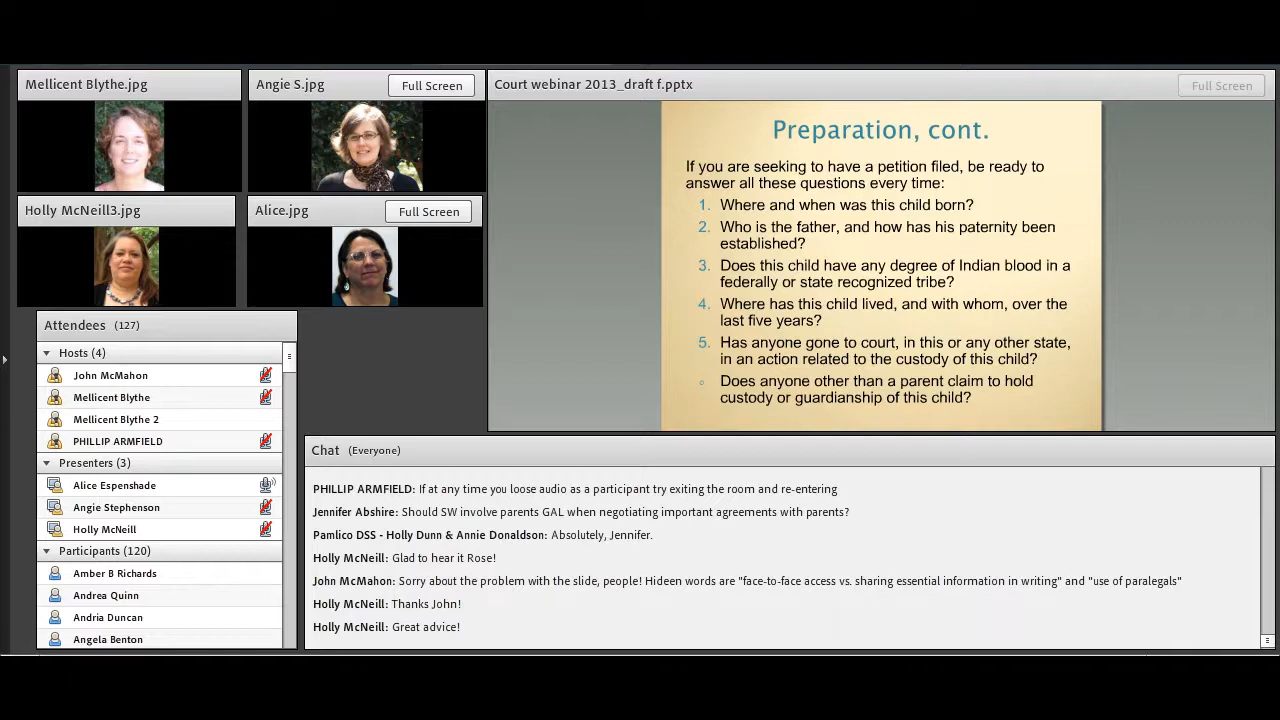 Mellicent Blythe.jpg
Angie S.jpg
Full Screen
Holly McNeill3.jpg
Alice.jpg
Full Screen
Attendees (127)
Hosts (4)
John McMahon
Mellicent Blythe
Mellicent Blythe 2
PHILLIP ARMFIELD
Presenters (3)
Alice Espenshade
Angie Stephenson
Holly McNeill
Participants (120)
Amber B Richards
Andrea Quinn
Andria Duncan
Angela Benton
Court webinar 2013_draft f.pptx
Full Screen
Preparation, cont.
If you are seeking to have a petition filed, be ready to
answer all these questions every time:
1. Where and when was this child born?
2. Who is the father, and how has his paternity been
established?
3. Does this child have any degree of Indian blood in a
federally or state recognized tribe?
4. Where has this child lived, and with whom, over the
last five years?
5. Has anyone gone to court, in this or any other state,
in an action related to the custody of this child?
◦ Does anyone other than a parent claim to hold
custody or guardianship of this child?
Chat (Everyone)
PHILLIP ARMFIELD: If at any time you loose audio as a participant try exiting the room and re-entering
Jennifer Abshire: Should SW involve parents GAL when negotiating important agreements with parents?
Pamlico DSS - Holly Dunn & Annie Donaldson: Absolutely, Jennifer.
Holly McNeill: Glad to hear it Rose!
John McMahon: Sorry about the problem with the slide, people! Hideen words are "face-to-face access vs. sharing essential information in writing" and "use of paralegals"
Holly McNeill: Thanks John!
Holly McNeill: Great advice!